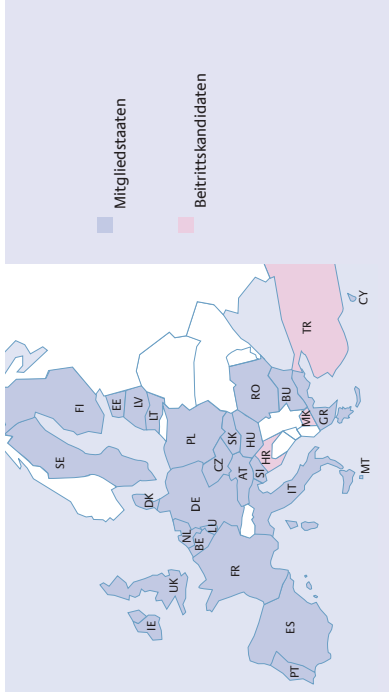 Mitgliedstaaten
Beitrittskandidaten
FI
SE
EE
LV
LT
DK
IE
UK
NL
BE
LU
DE
PL
CZ
SK
AT
HU
SI
HR
RO
BU
FR
IT
MK
GR
TR
CY
MT
ES
PT